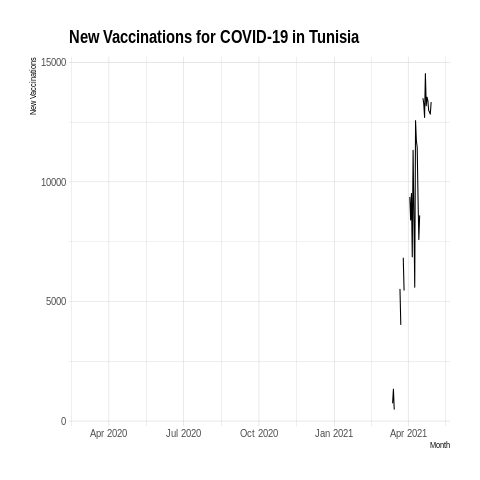 New Vaccinations for COVID-19 in Tunisia
New Vaccinations
15000
10000
5000
0
Apr 2020 Jul 2020 Oct 2020 Jan 2021 Apr 2021
Month